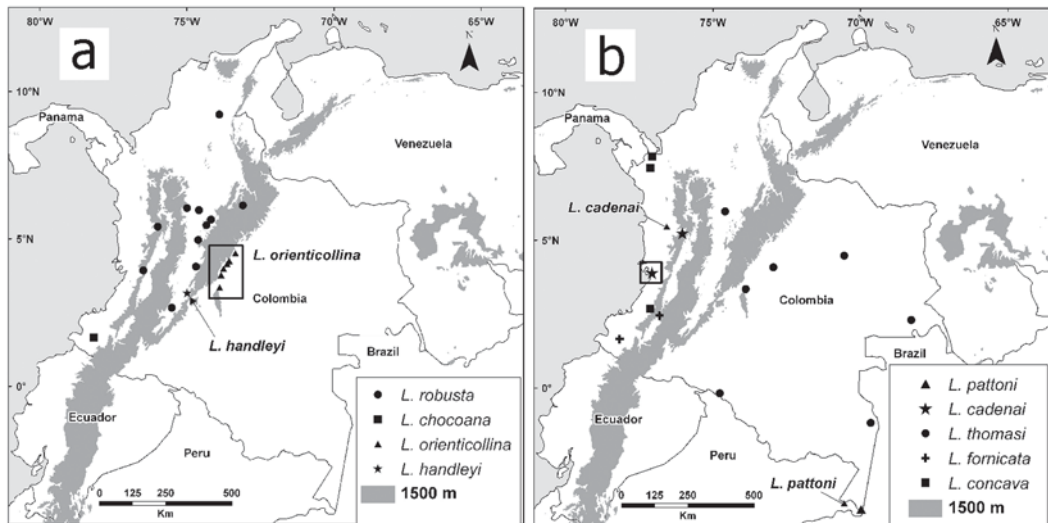 80°W 75°W 70°W
a
N
10°N
Panama
Venezuela
5°N
L. orienticollina
Colombia
L. handleyi
Brazil
0°
Ecuador
Peru
L. robusta
L. chocoana
L. orienticollina
L. handleyi
1500 m
0 125 250 500
Km
80°W 75°W 70°W 65°W
b
N
10°N
Panama
Venezuela
L. cadenai
5°N
Colombia
Brazil
0°
Ecuador
Peru
L. pattoni
L. pattoni
L. cadenai
L. thomasi
L. fornicata
L. concava
1500 m
0 125 250 500
Km